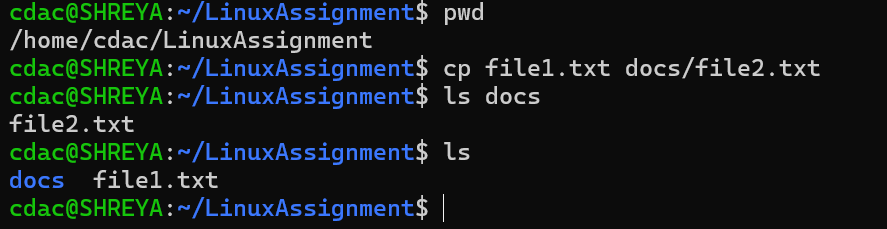 cdac@SHREYA:~/LinuxAssignment$ pwd
/home/cdac/LinuxAssignment
cdac@SHREYA:~/LinuxAssignment$ cp file1.txt docs/file2.txt
cdac@SHREYA:~/LinuxAssignment$ ls docs
file2.txt
cdac@SHREYA:~/LinuxAssignment$ ls
docs  file1.txt
cdac@SHREYA:~/LinuxAssignment$